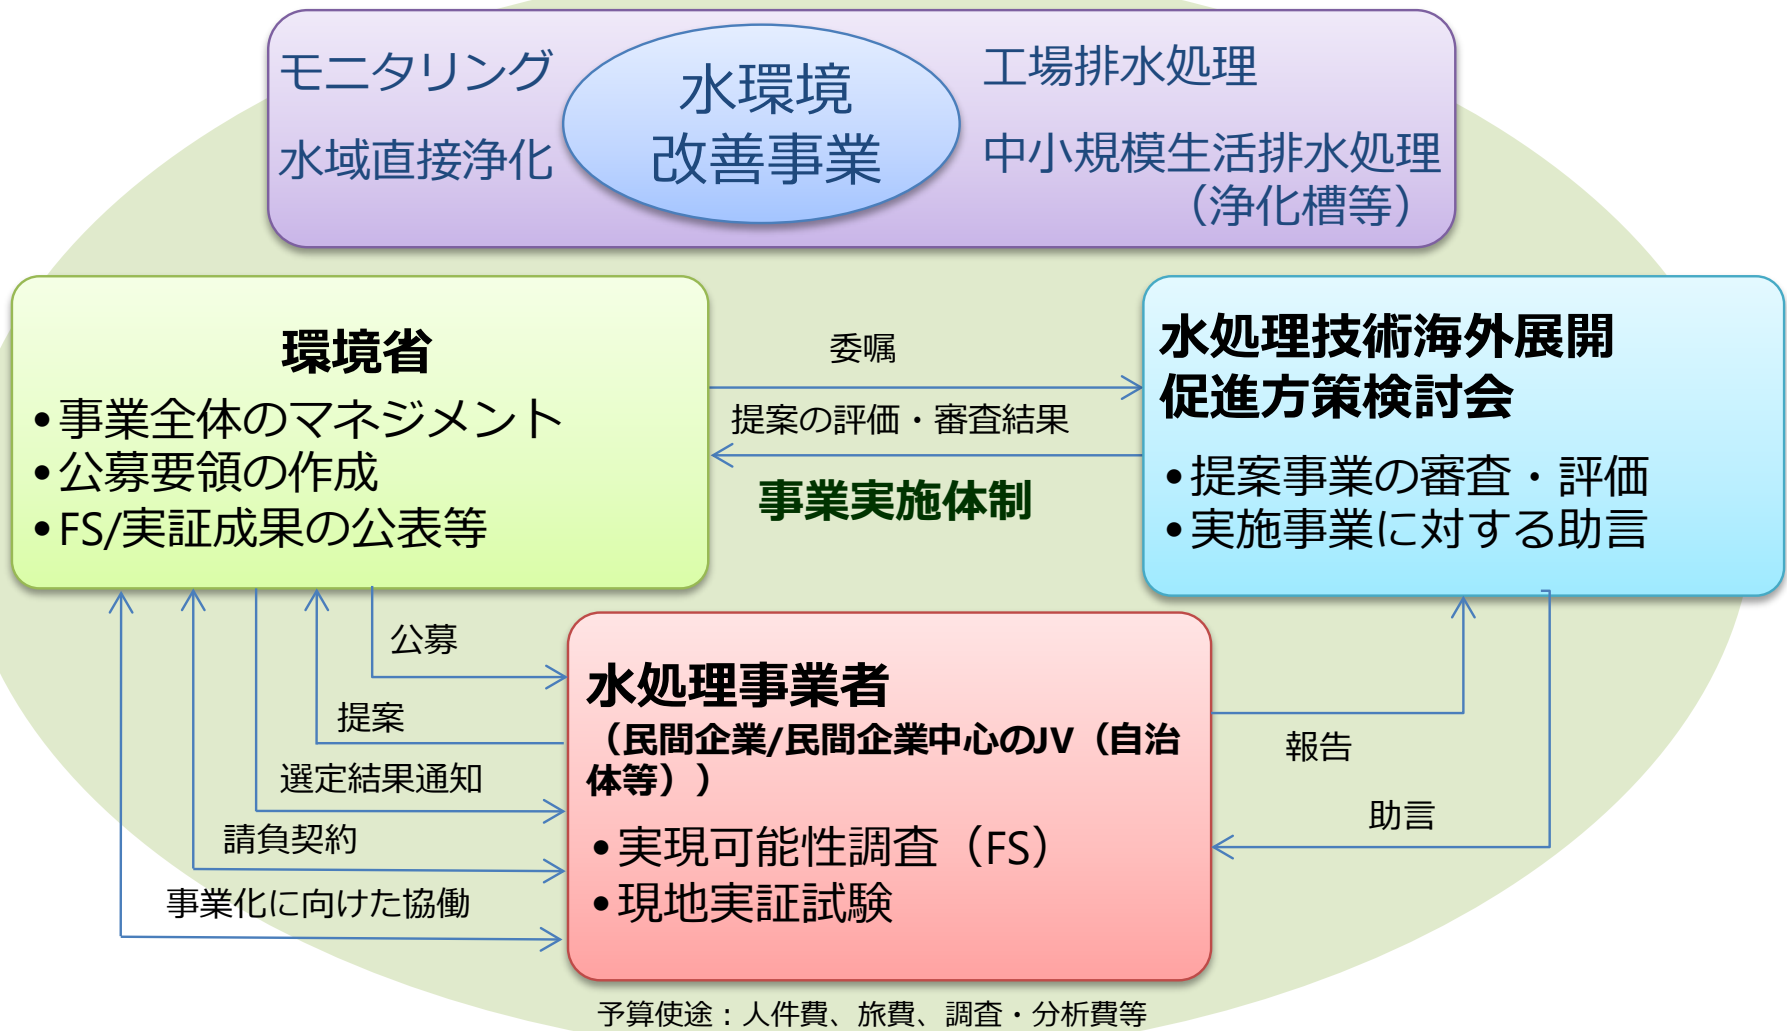 モニタリング
水域直接浄化
水環境
改善事業
工場排水処理
中小規模生活排水処理
（浄化槽等）
環境省
•事業全体のマネジメント
•公募要領の作成
•FS/実証成果の公表等
委嘱
提案の評価・審査結果
事業実施体制
水処理技術海外展開
促進方策検討会
•提案事業の審査・評価
•実施事業に対する助言
公募
提案
選定結果通知
請負契約
事業化に向けた協働
水処理事業者
（民間企業/民間企業中心のJV（自治
体等））
•実現可能性調査（FS）
•現地実証試験
報告
助言
予算使途：人件費、旅費、調査・分析費等